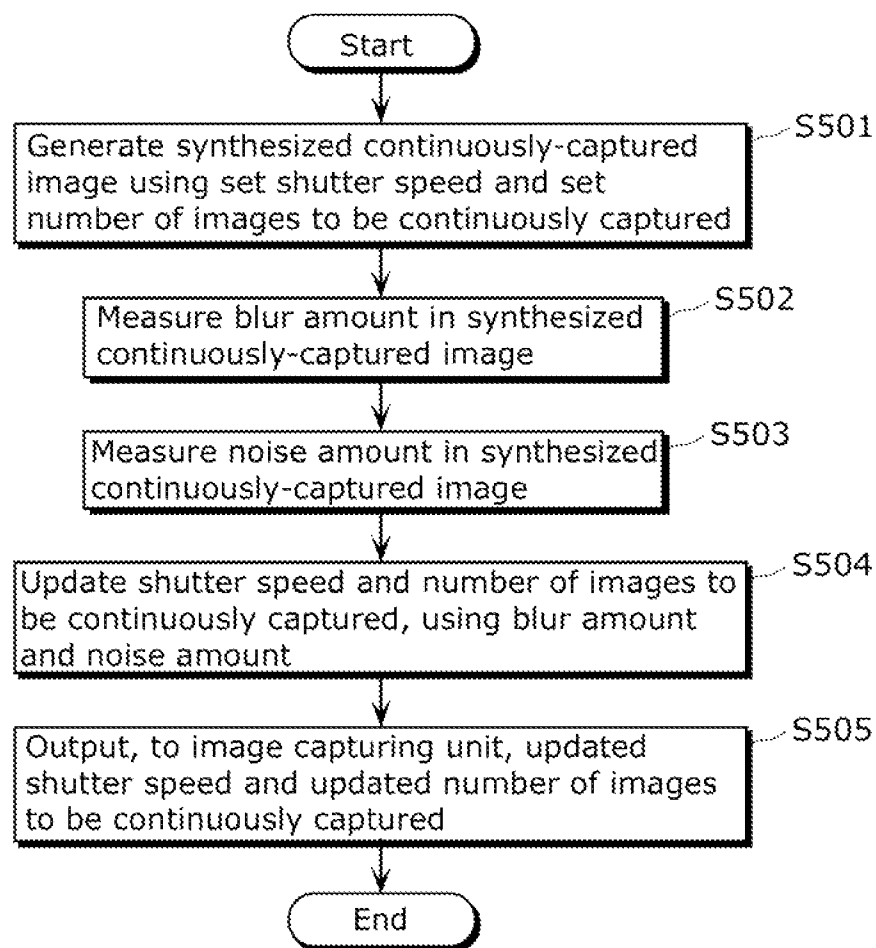 Start
S501
Generate synthesized continuously-captured
image using set shutter speed and set
number of images to be continuously captured
S502
Measure blur amount in synthesized
continuously-captured image
S503
Measure noise amount in synthesized
continuously-captured image
S504
Update shutter speed and number of images to
be continuously captured, using blur amount
and noise amount
S505
Output, to image capturing unit, updated
shutter speed and updated number of images
to be continuously captured
End